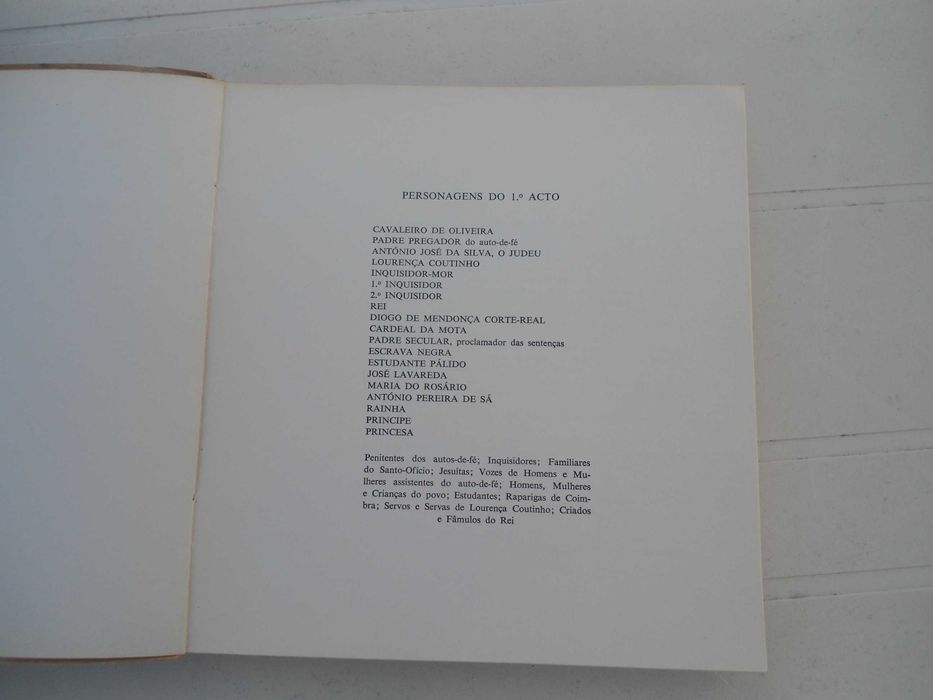 PERSONAGENS DO 1.º ACTO
CAVALEIRO DE OLIVEIRA
PADRE PREGADOR do auto-de-fé
ANTÓNIO JOSÉ DA SILVA, O JUDEU
LOURENÇA COUTINHO
INQUISIDOR-MOR
1.º INQUISIDOR
2.º INQUISIDOR
REI
DIOGO DE MENDONÇA CORTE-REAL
CARDEAL DA MOTA
PADRE SECULAR, proclamador das sentenças
ESCRAVA NEGRA
ESTUDANTE PÁLIDO
JOSÉ LAVAREDA
MARIA DO ROSÁRIO
ANTÓNIO PEREIRA DE SÁ
RAINHA
PRINCIPE
PRINCESA
Penitentes dos autos-de-fé; Inquisidores; Familiares
do Santo-Ofício; Jesuítas; Vozes de Homens e Mu-
lheres assistentes do auto-de-fé; Homens, Mulheres
e Crianças do povo; Estudantes; Raparigas de Coim-
bra; Servos e Servas de Lourença Coutinho; Criados
e Fâmulos do Rei